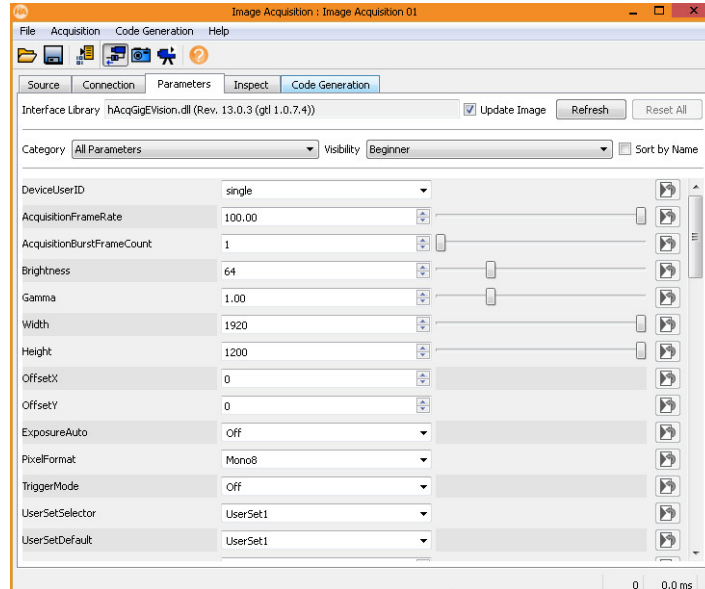 HA Image Acquisition : Image Acquisition 01
File Acquisition Code Generation Help
Source Connection Parameters Inspect Code Generation
Interface Library hAcqGigEVision.dll (Rev. 13.0.3 (gtl 1.0.7.4)) Update Image Refresh Reset All
Category All Parameters Visibility Beginner Sort by Name
DeviceUserID single
AcquisitionFrameRate 100.00
AcquisitionBurstFrameCount 1
Brightness 64
Gamma 1.00
Width 1920
Height 1200
OffsetX 0
OffsetY 0
ExposureAuto Off
PixelFormat Mono8
TriggerMode Off
UserSetSelector UserSet1
UserSetDefault UserSet1
0 0.0 ms